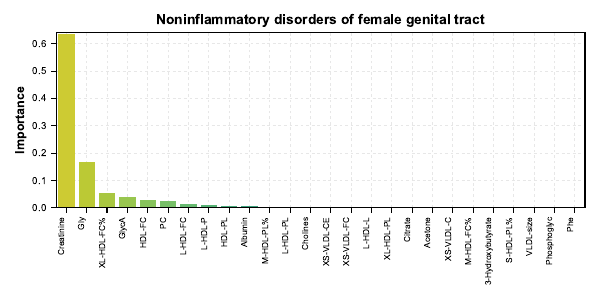 Noninflammatory disorders of female genital tract
Importance
0.6
0.5
0.4
0.3
0.2
0.1
0.0
Creatinine
Gly
XL-HDL-FC%
GlycA
HDL-FC
PC
L-HDL-FC
L-HDL-P
HDL-PL
Albumin
M-HDL-PL%
L-HDL-PL
Cholines
XS-VLDL-CE
XS-VLDL-FC
L-HDL-L
XL-HDL-PL
Citrate
Acetone
XS-VLDL-C
M-HDL-FC%
3-Hydroxybutyrate
S-HDL-PL%
VLDL-size
Phosphoglyc
Phe